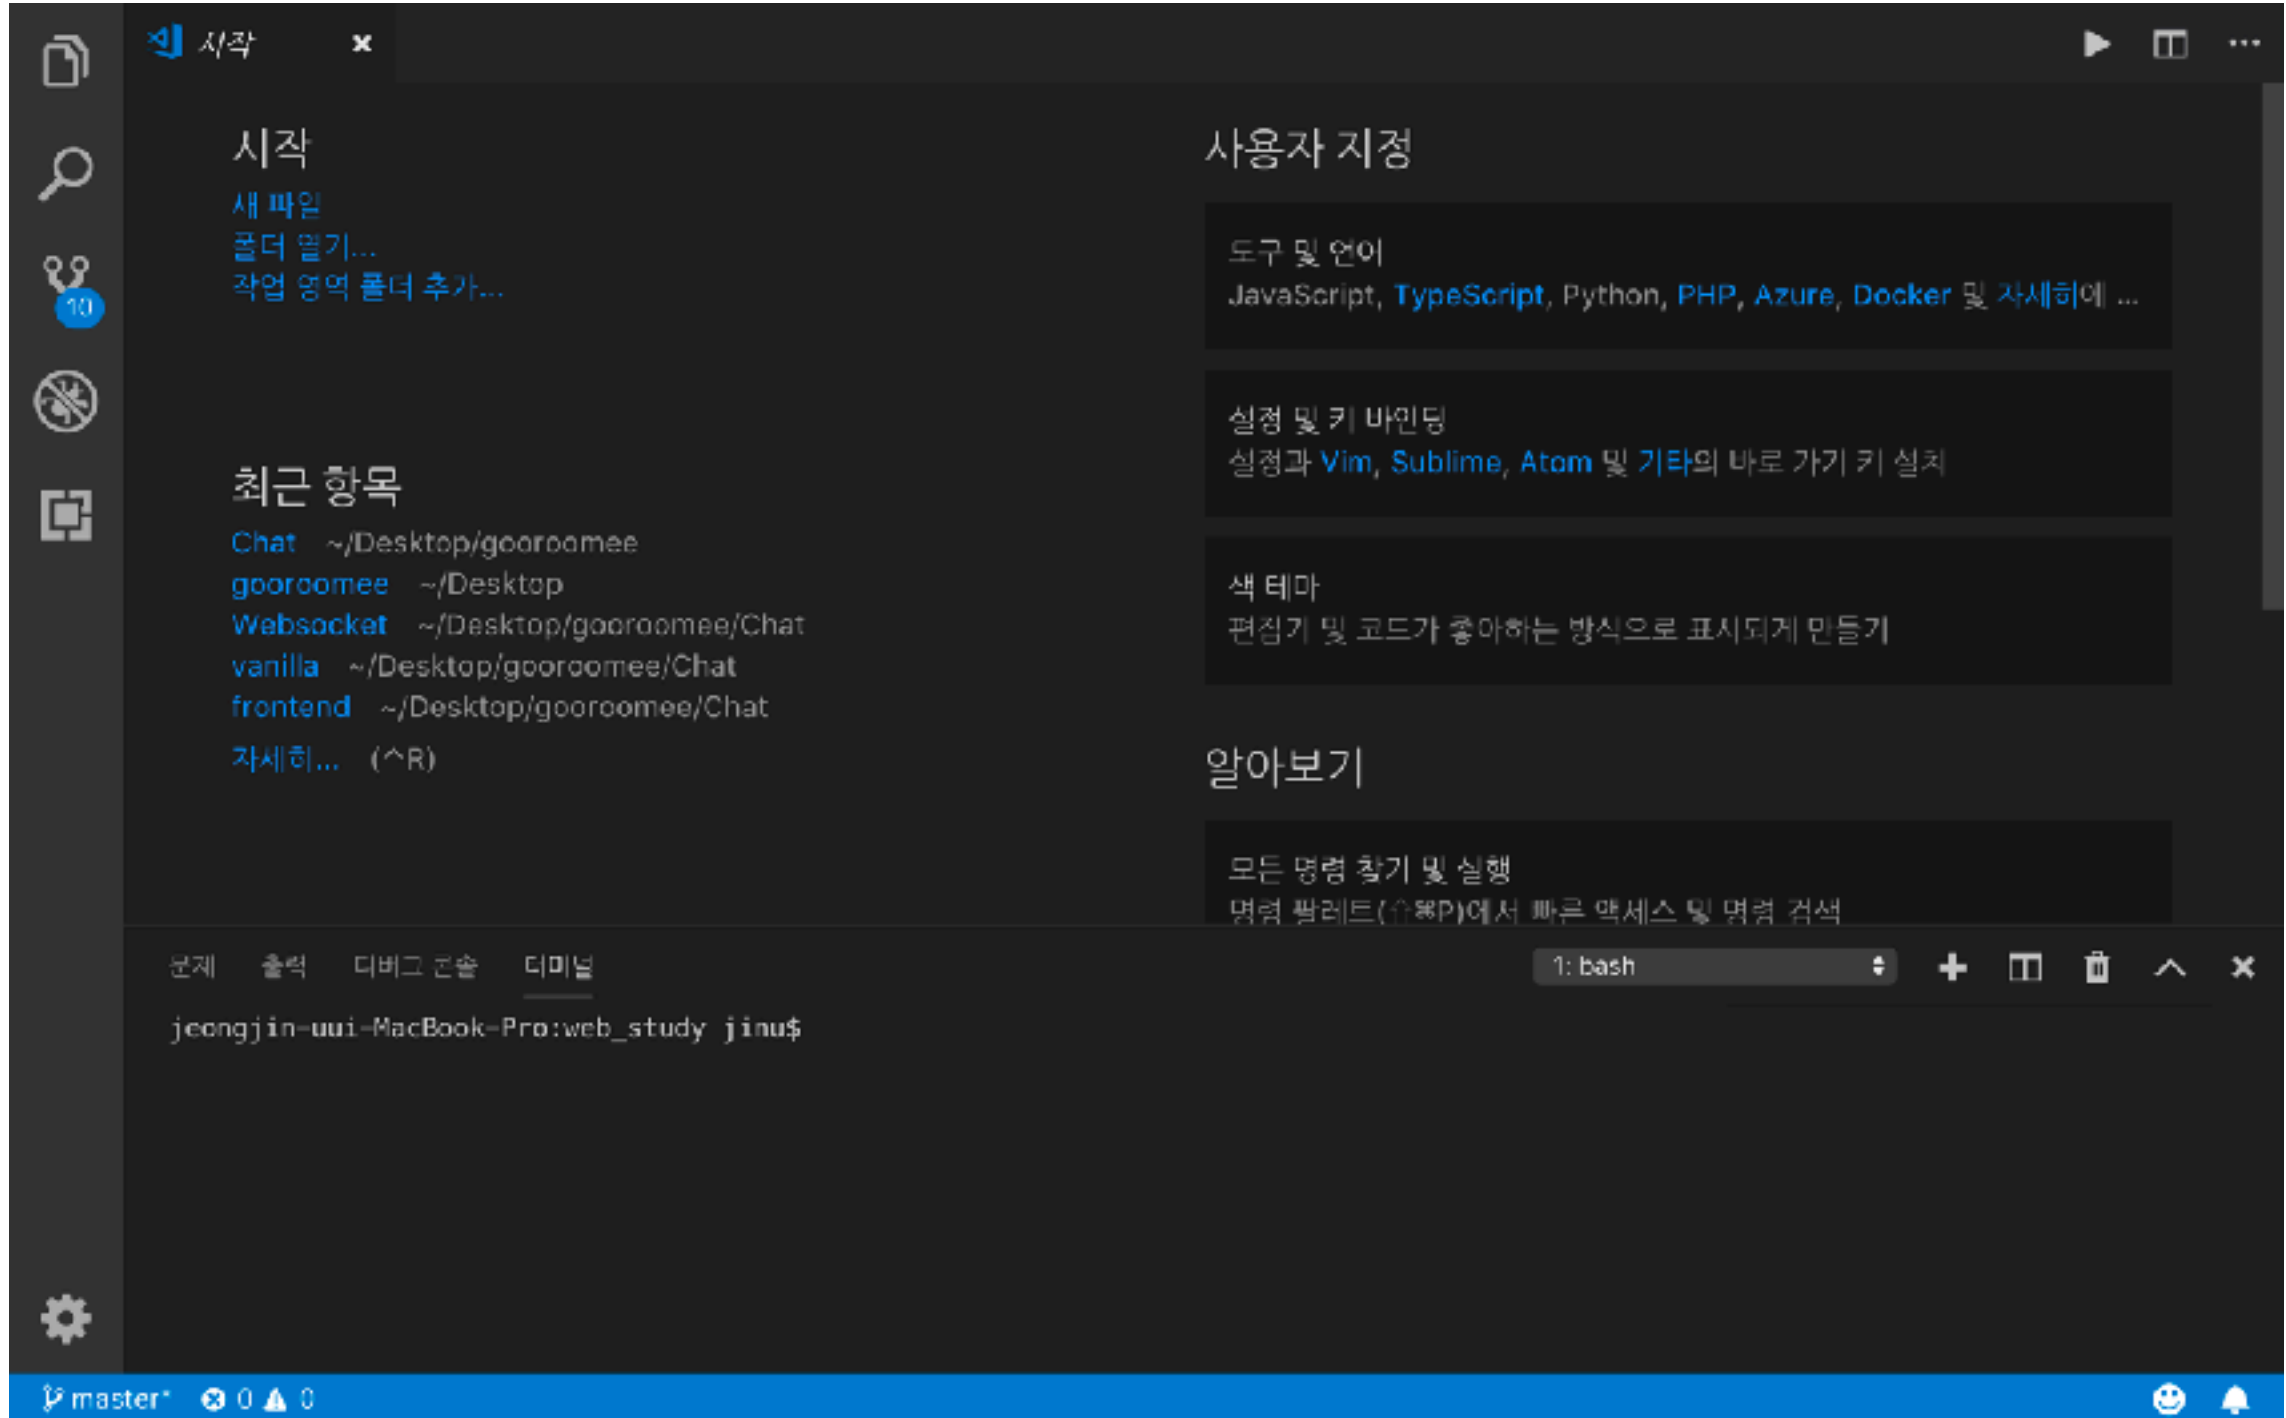 시작
시작
새 파일
폴더 열기...
작업 영역 폴더 추가...
10
최근 항목
Chat ~/Desktop/gooroomee
gooroomee ~/Desktop
Websocket ~/Desktop/gooroomee/Chat
vanilla ~/Desktop/gooroomee/Chat
frontend ~/Desktop/gooroomee/Chat
자세히... (^R)
사용자 지정
도구 및 언어
JavaScript, TypeScript, Python, PHP, Azure, Docker 및 자세히에 ...
설정 및 키 바인딩
설정과 Vim, Sublime, Atom 및 기타의 바로 가기 키 설치
색 테마
편집기 및 코드가 좋아하는 방식으로 표시되게 만들기
알아보기
모든 명령 찾기 및 실행
명령 팔레트(⇧⌘P)에서 빠른 액세스 및 명령 검색
문제 출력 디버그 콘솔 터미널
1: bash
jeongjin-uui-MacBook-Pro:web_study jinu$
master* 0 0